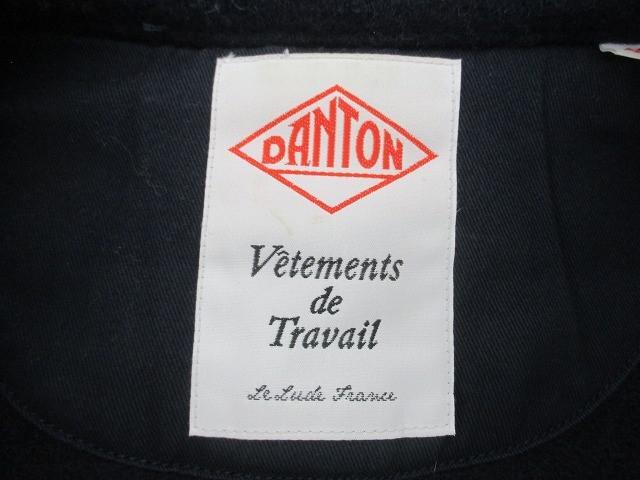 DANTON
Vêtements
de
Travail
Le Lude France